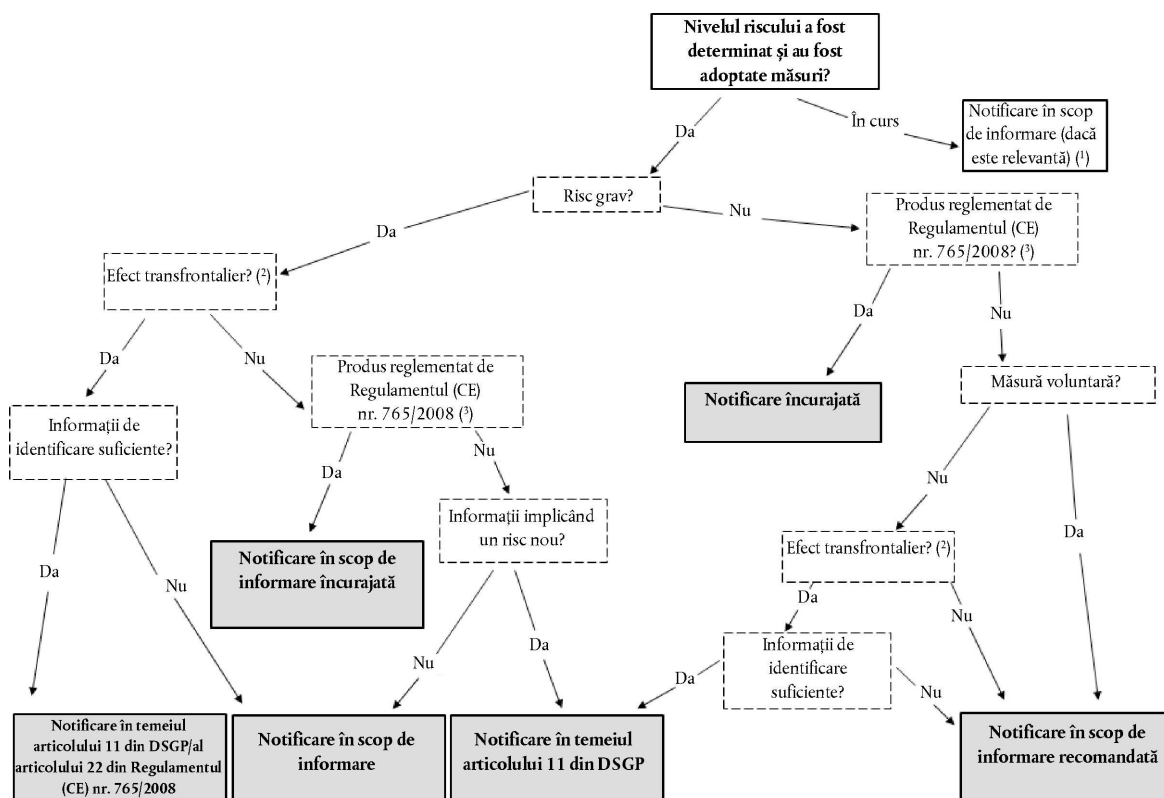 Nivelul riscului a fost
determinat și au fost
adoptate măsuri?
Da
În curs
Notificare în scop
de informare (dacă
este relevantă) (¹)
Risc grav?
Da
Nu
Produs reglementat de
Regulamentul (CE)
nr. 765/2008? (³)
Efect transfrontalier? (²)
Da
Nu
Da
Nu
Produs reglementat de
Regulamentul (CE)
nr. 765/2008 (³)
Notificare încurajată
Măsură voluntară?
Informații de
identificare suficiente?
Da
Nu
Nu
Da
Informații implicând
un risc nou?
Notificare în scop de
informare încurajată
Efect transfrontalier? (²)
Da
Nu
Nu
Da
Da
Nu
Informații de
identificare
suficiente?
Da
Nu
Notificare în temeiul
articolului 11 din DSGP/al
articolului 22 din Regulamentul
(CE) nr. 765/2008
Notificare în scop de
informare
Notificare în temeiul
articolului 11 din DSGP
Notificare în scop de
informare recomandată